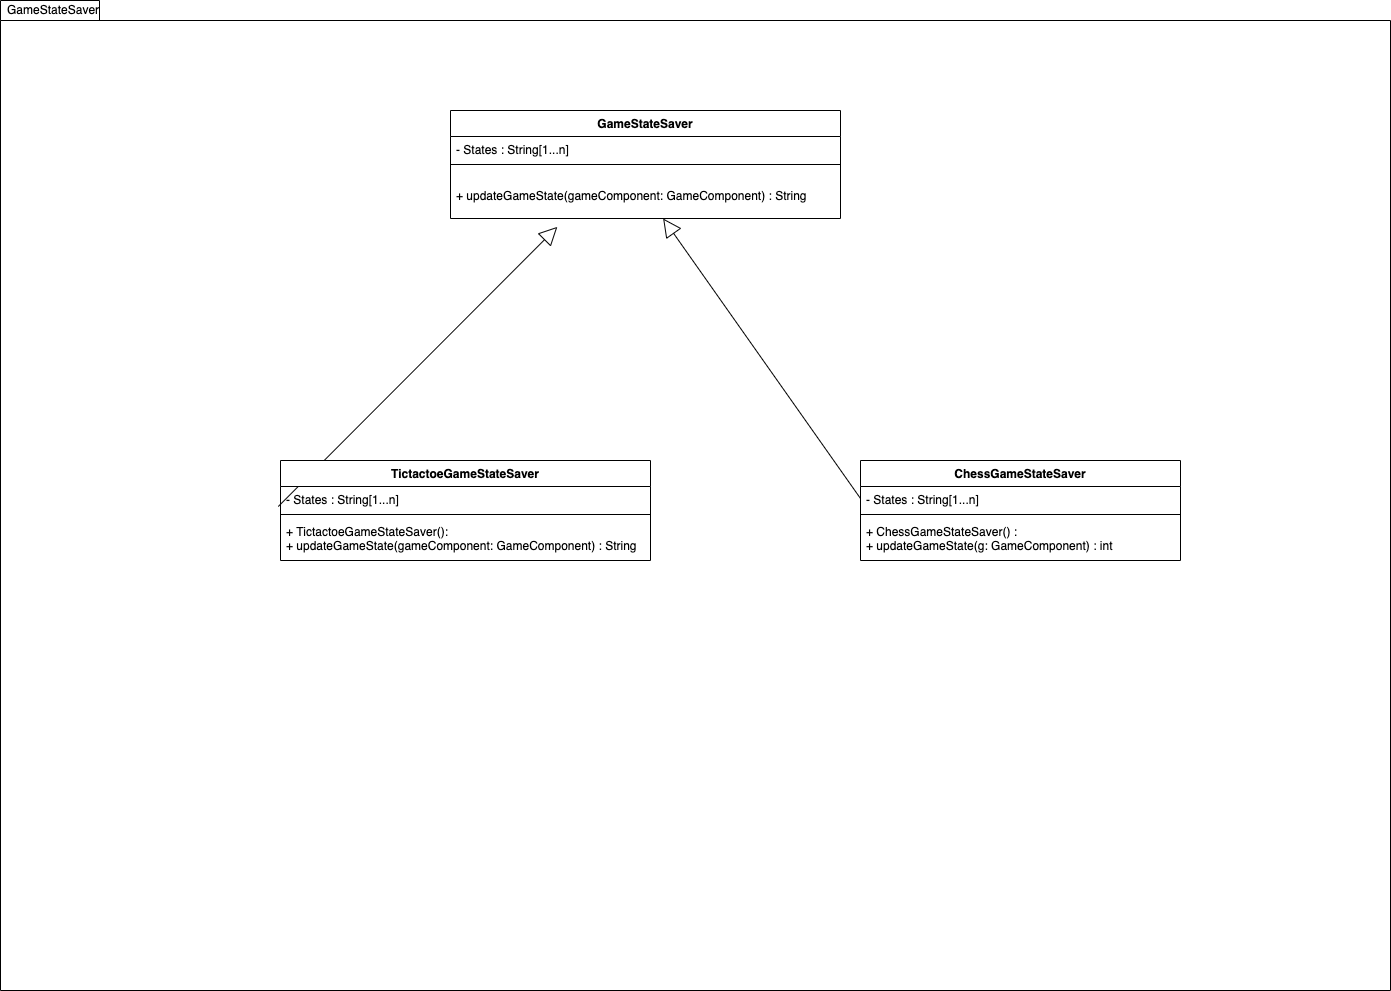 GameStateSaver
GameStateSaver
- States : String[1...n]
+ updateGameState(gameComponent: GameComponent) : String
TictactoeGameStateSaver
- States : String[1...n]
+ TictactoeGameStateSaver():
+ updateGameState(gameComponent: GameComponent) : String
ChessGameStateSaver
- States : String[1...n]
+ ChessGameStateSaver() :
+ updateGameState(g: GameComponent) : int